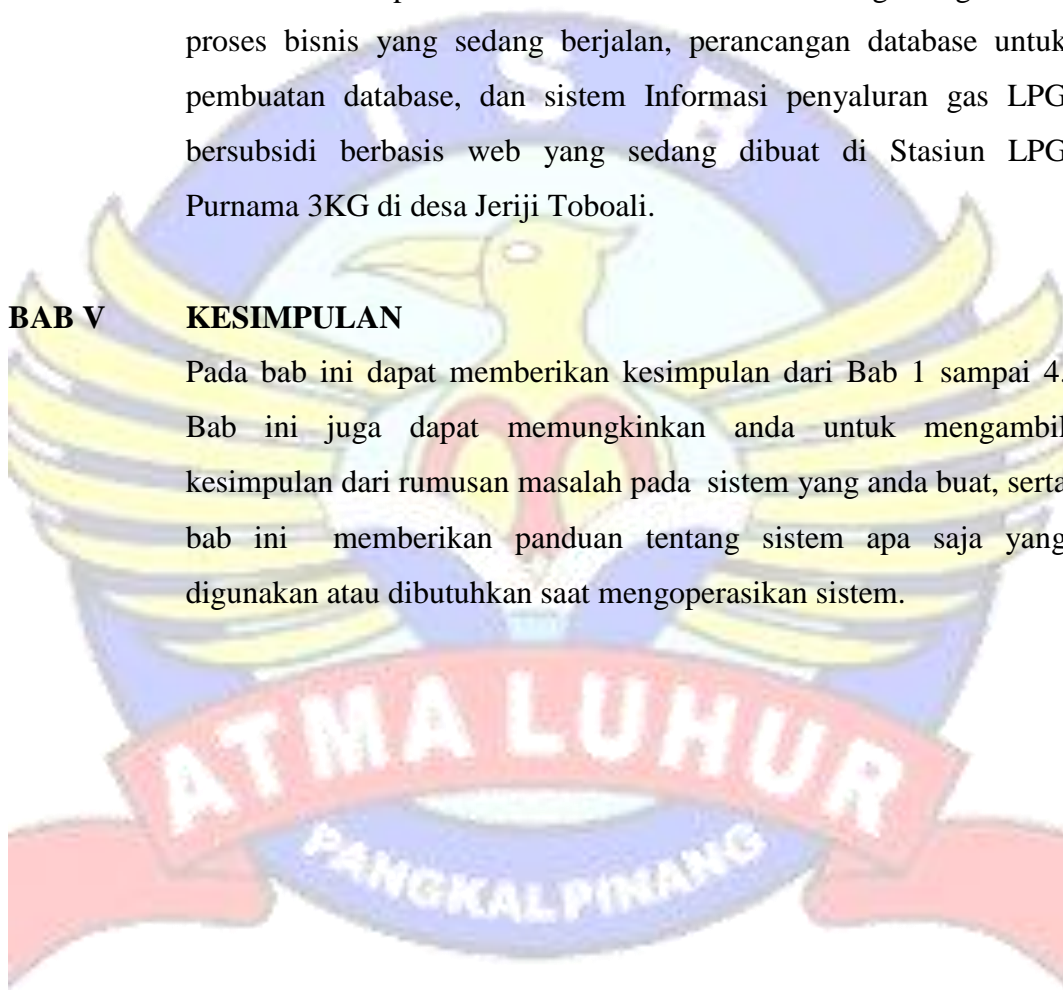 proses bisnis yang sedang berjalan, perancangan database untuk
pembuatan database, dan sistem Informasi penyaluran gas LPG
bersubsidi berbasis web yang sedang dibuat di Stasiun LPG
Purnama 3KG di desa Jeriji Toboali.
BAB V KESIMPULAN
Pada bab ini dapat memberikan kesimpulan dari Bab 1 sampai 4.
Bab ini juga dapat memungkinkan anda untuk mengambil
kesimpulan dari rumusan masalah pada sistem yang anda buat, serta
bab ini memberikan panduan tentang sistem apa saja yang
digunakan atau dibutuhkan saat mengoperasikan sistem.
I S B
ATMA LUHUR
PANGKALPINANG